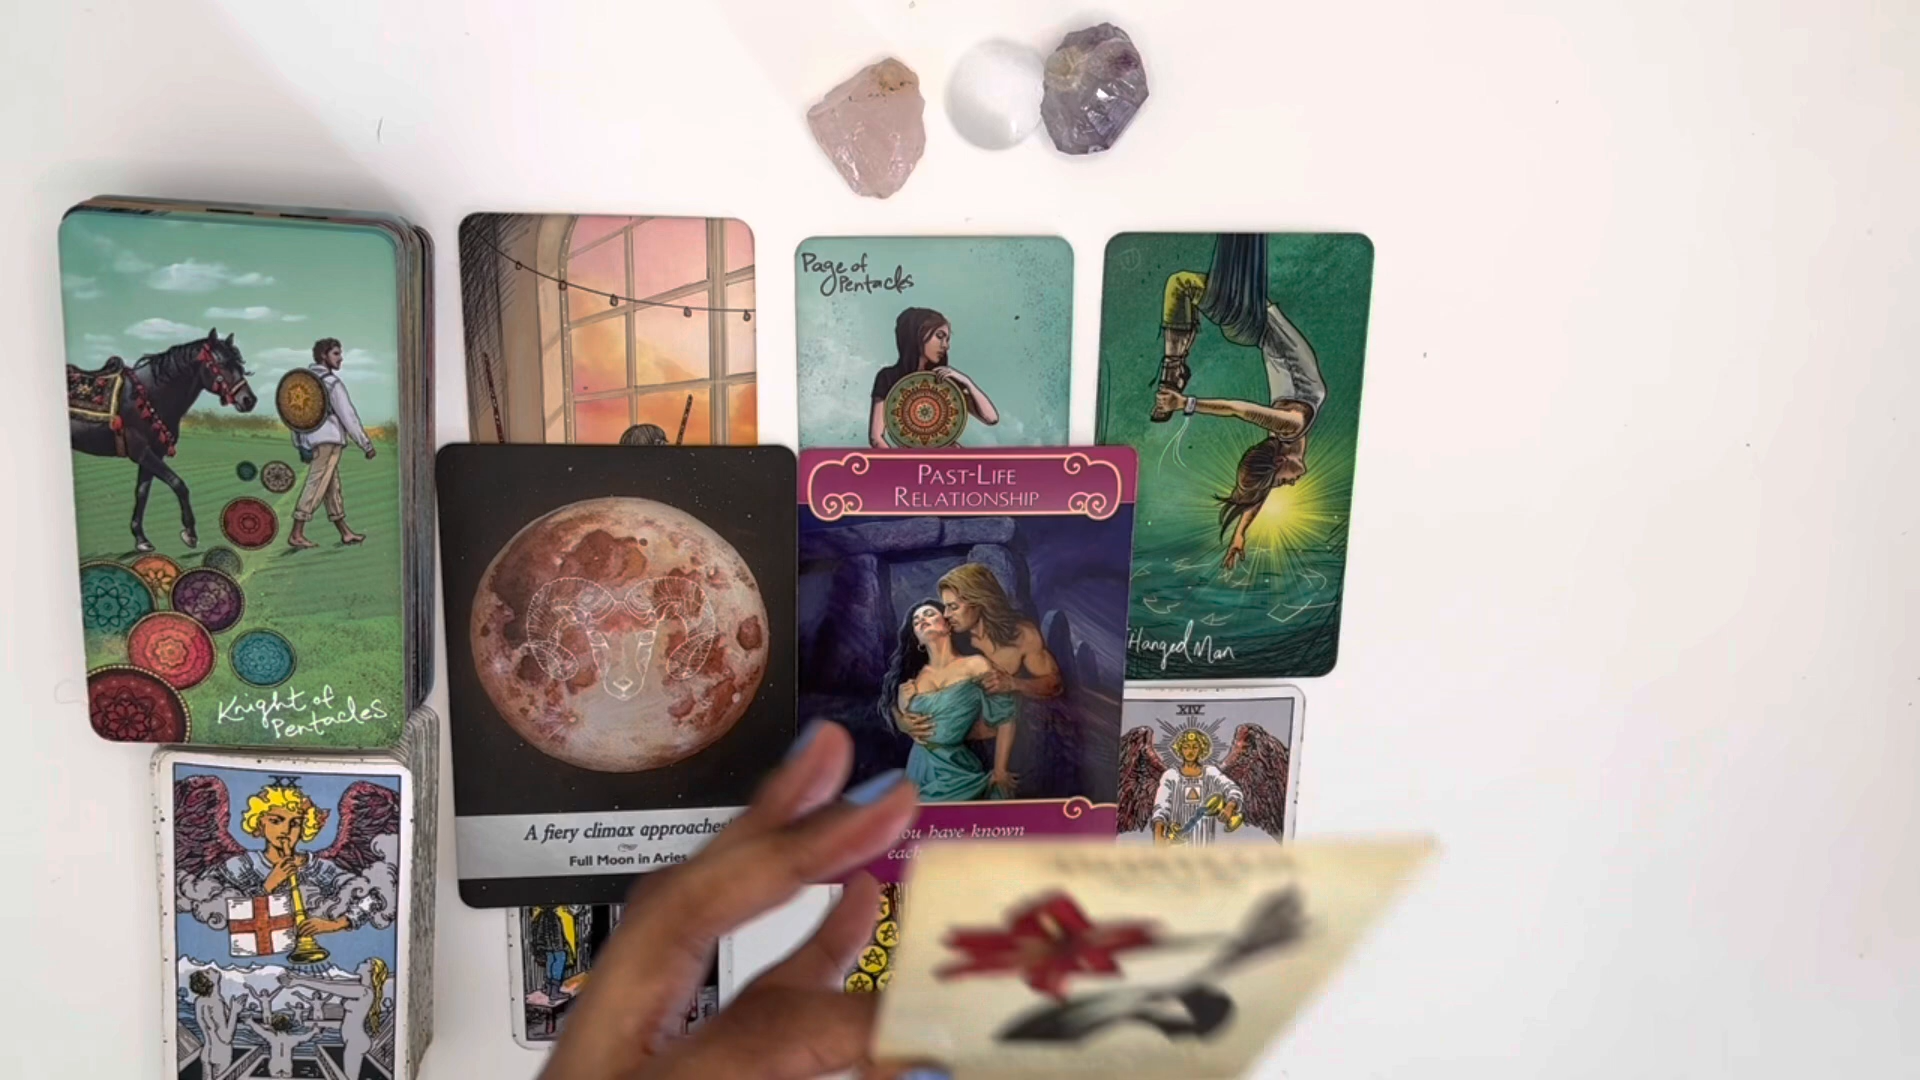 Page of
Pentacles
PAST-LIFE
RELATIONSHIP
Hanged Man
Knight of
Pentacles
XIV
XX
A fiery climax approaches
Full Moon in Aries
you have known
each